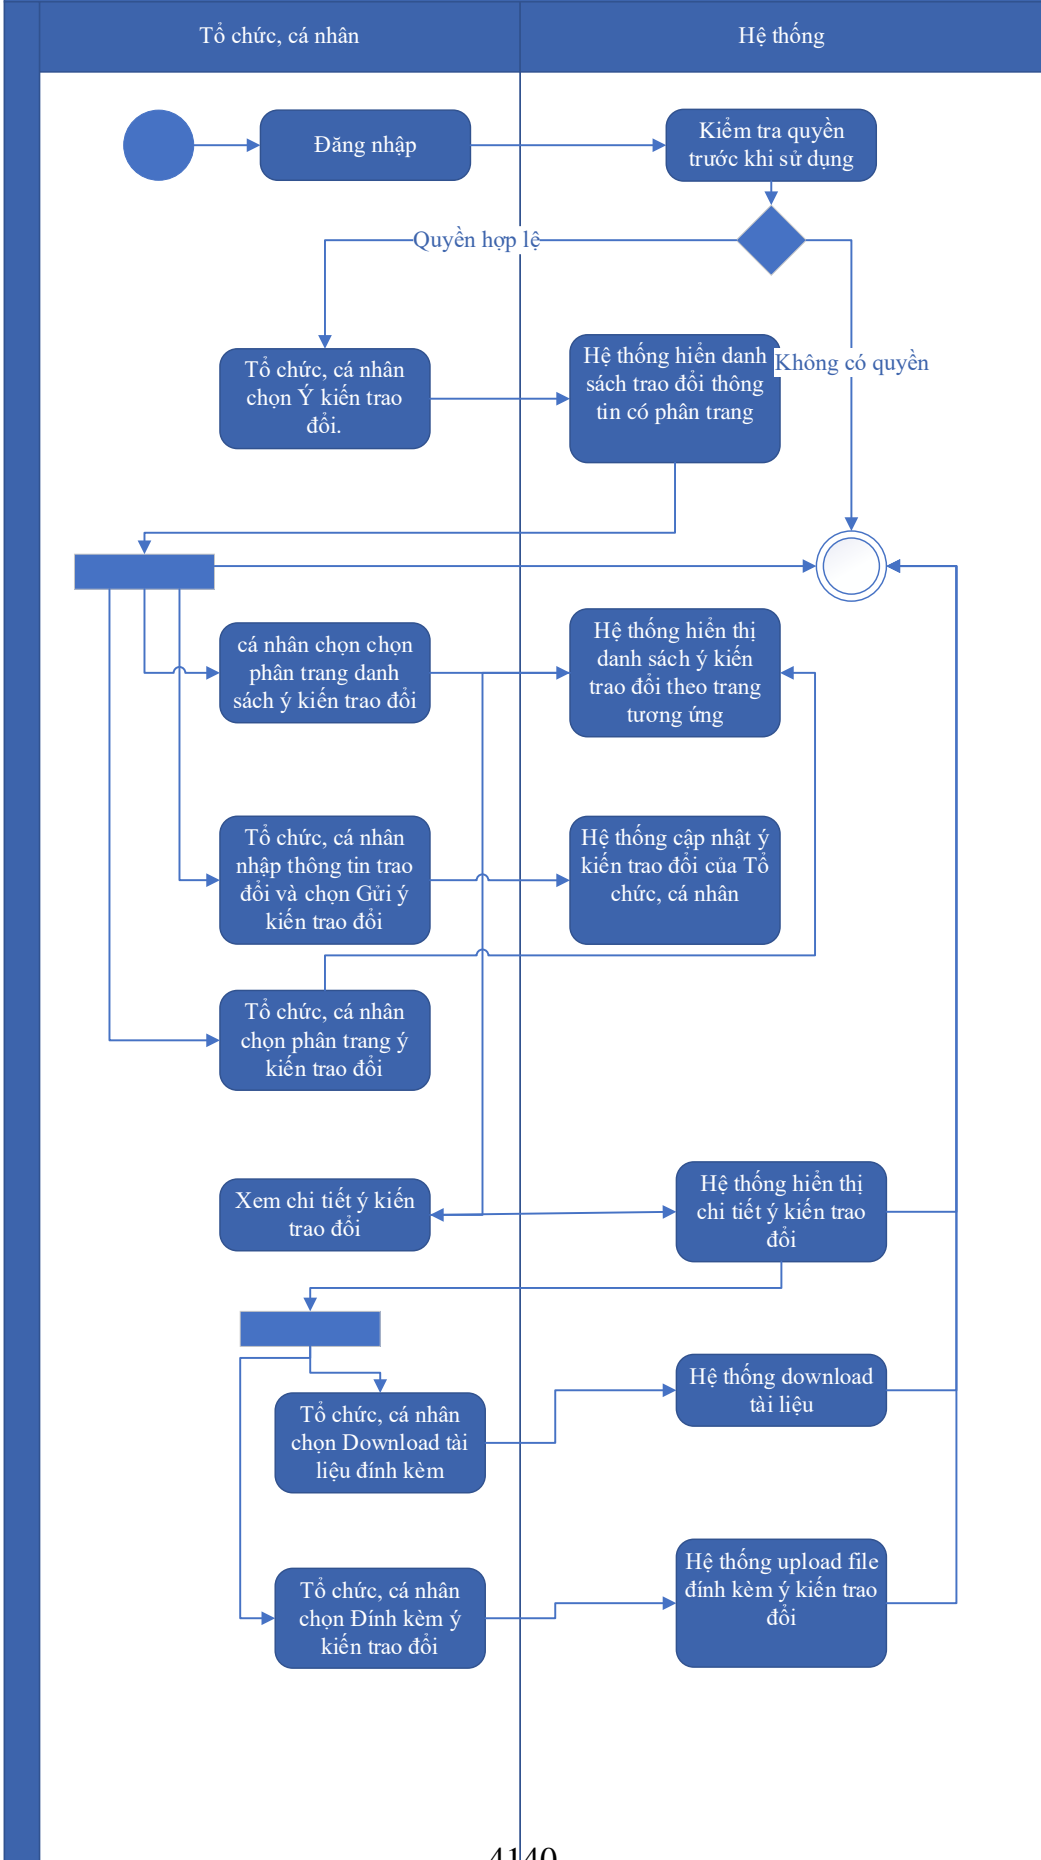 Tổ chức, cá nhân
Hệ thống
Đăng nhập
Kiểm tra quyền
trước khi sử dụng
Quyền hợp lệ
Không có quyền
Tổ chức, cá nhân
chọn Ý kiến trao
đổi.
Hệ thống hiển danh
sách trao đổi thông
tin có phân trang
cá nhân chọn chọn
phân trang danh
sách ý kiến trao đổi
Hệ thống hiển thị
danh sách ý kiến
trao đổi theo trang
tương ứng
Tổ chức, cá nhân
nhập thông tin trao
đổi và chọn Gửi ý
kiến trao đổi
Hệ thống cập nhật ý
kiến trao đổi của Tổ
chức, cá nhân
Tổ chức, cá nhân
chọn phân trang ý
kiến trao đổi
Xem chi tiết ý kiến
trao đổi
Hệ thống hiển thị
chi tiết ý kiến trao
đổi
Tổ chức, cá nhân
chọn Download tài
liệu đính kèm
Hệ thống download
tài liệu
Tổ chức, cá nhân
chọn Đính kèm ý
kiến trao đổi
Hệ thống upload file
đính kèm ý kiến trao
đổi
4140